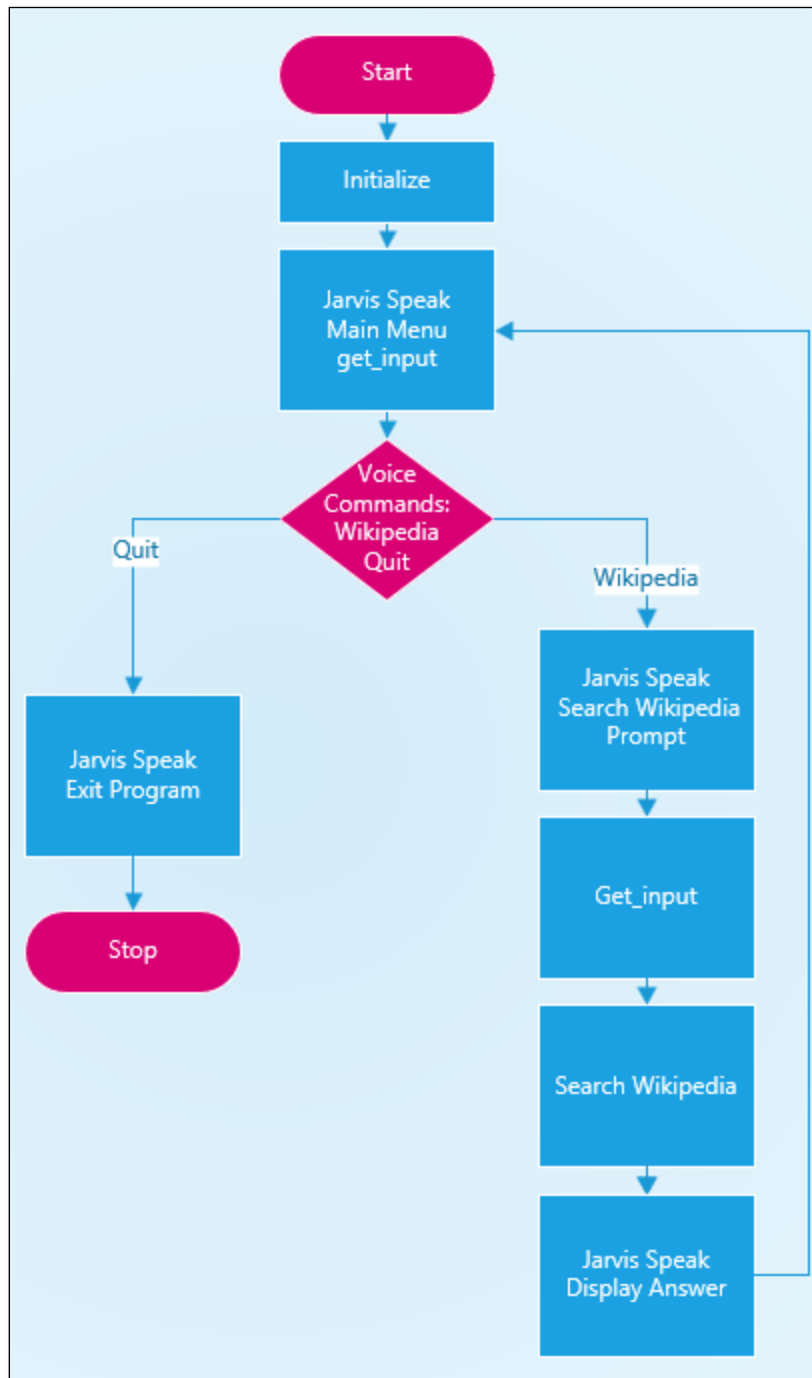 Start
Initialize
Jarvis Speak
Main Menu
get_input
Voice
Commands:
Wikipedia
Quit
Quit
Wikipedia
Jarvis Speak
Exit Program
Stop
Jarvis Speak
Search Wikipedia
Prompt
Get_input
Search Wikipedia
Jarvis Speak
Display Answer